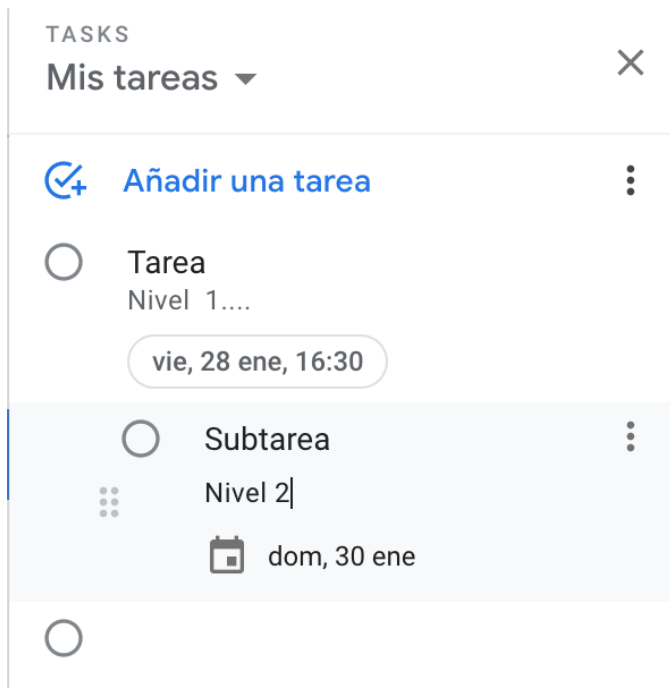 TASKS
Mis tareas
Añadir una tarea
Tarea
Nivel 1....
vie, 28 ene, 16:30
Subtarea
Nivel 2
dom, 30 ene